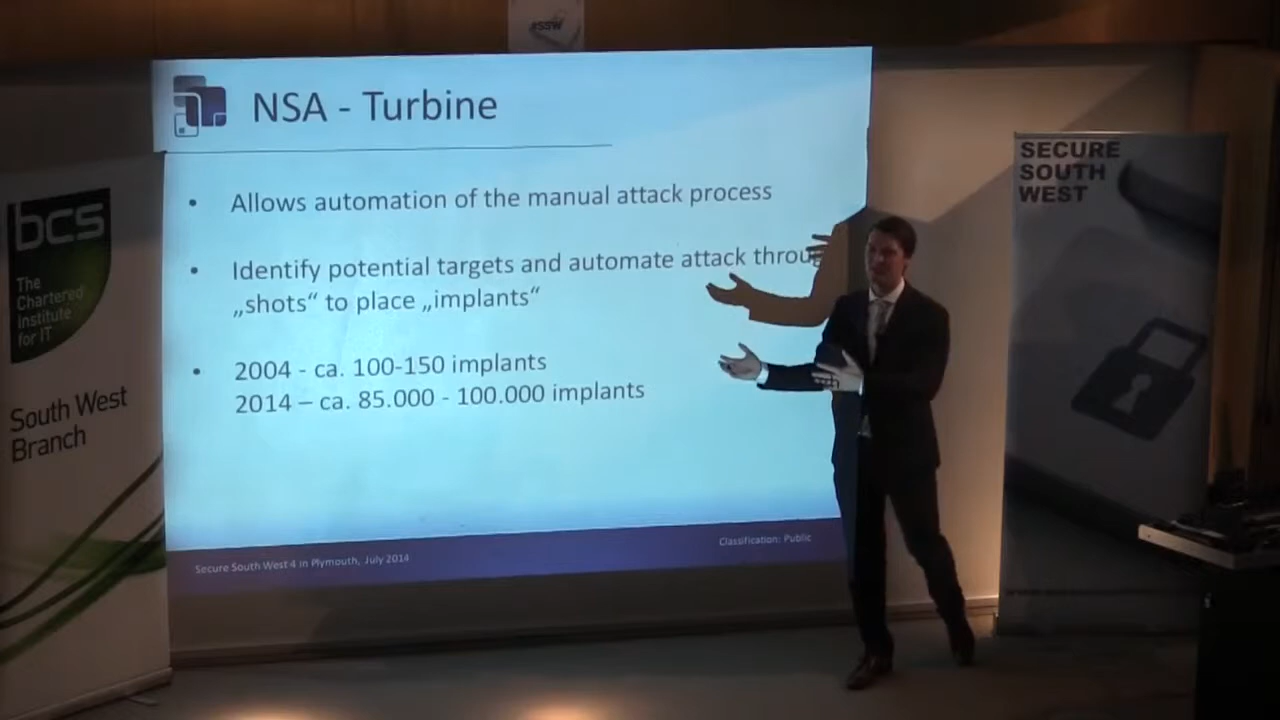 #SSW
NSA - Turbine
• Allows automation of the manual attack process
• Identify potential targets and automate attack
„shots“ to place „implants“
• 2004 - ca. 100-150 implants
2014 – ca. 85.000 - 100.000 implants
Secure South West 4 in Plymouth, July 2014
Classification: Public
bcs
The
Chartered
Institute
for IT
South West
Branch
SECURE
SOUTH
WEST